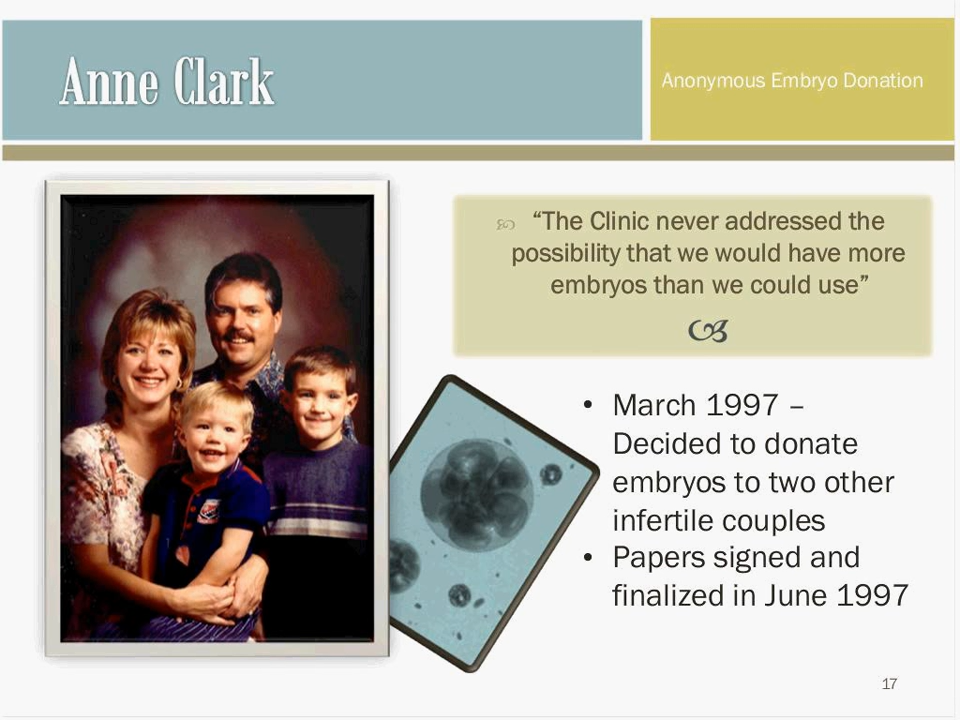 Anne Clark
Anonymous Embryo Donation
“The Clinic never addressed the
possibility that we would have more
embryos than we could use”
• March 1997 –
Decided to donate
embryos to two other
infertile couples
• Papers signed and
finalized in June 1997
17